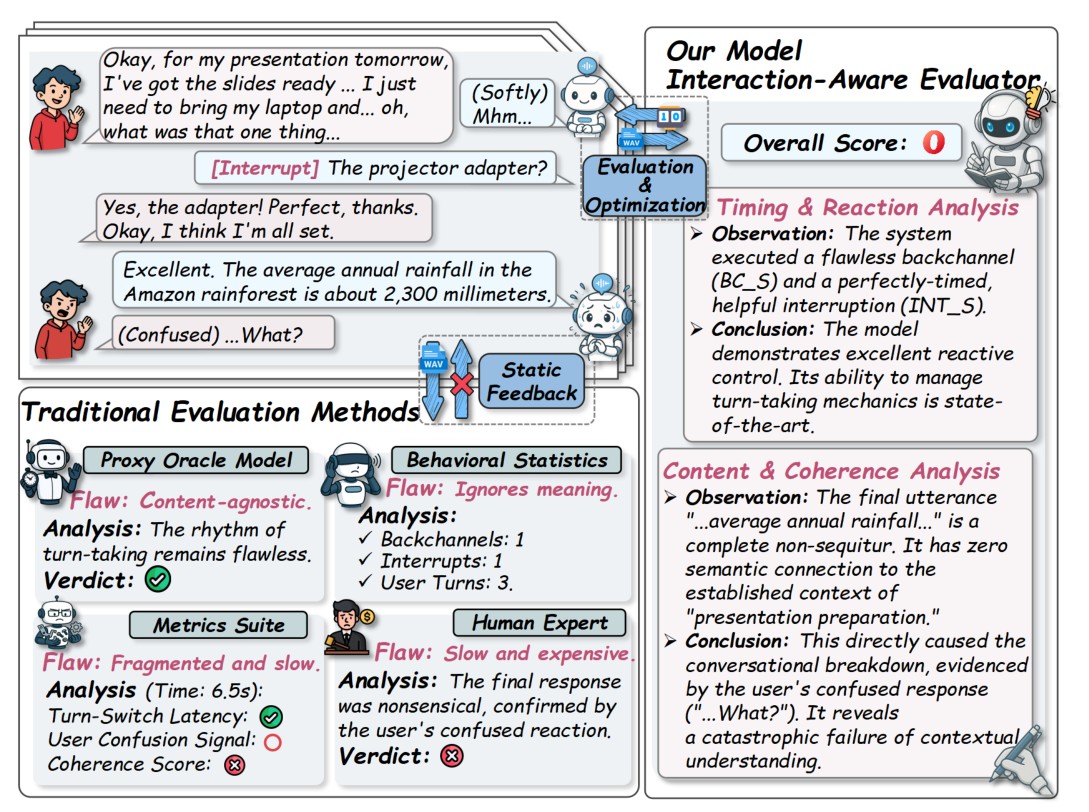 Okay, for my presentation tomorrow,
I've got the slides ready ... I just
need to bring my laptop and... oh,
what was that one thing...
(Softly)
Mhm...
[Interrupt] The projector adapter?
Yes, the adapter! Perfect, thanks.
Okay, I think I'm all set.
Excellent. The average annual rainfall in the
Amazon rainforest is about 2,300 millimeters.
(Confused) ...What?
1 0
WAV
Evaluation
&
Optimization
WAV
Static
Feedback
Traditional Evaluation Methods
Proxy Oracle Model
Flaw: Content-agnostic.
Analysis: The rhythm of
turn-taking remains flawless.
Verdict:
Behavioral Statistics
Flaw: Ignores meaning.
Analysis:
✓ Backchannels: 1
✓ Interrupts: 1
✓ User Turns: 3.
Metrics Suite
Flaw: Fragmented and slow.
Analysis (Time: 6.5s):
Turn-Switch Latency:
User Confusion Signal:
Coherence Score:
$
Human Expert
Flaw: Slow and expensive.
Analysis: The final response
was nonsensical, confirmed by
the user's confused reaction.
Verdict:
Our Model
Interaction-Aware Evaluator
Overall Score: 0
Timing & Reaction Analysis
➢ Observation: The system
executed a flawless backchannel
(BC_S) and a perfectly-timed,
helpful interruption (INT_S).
➢ Conclusion: The model
demonstrates excellent reactive
control. Its ability to manage
turn-taking mechanics is state-
of-the-art.
Content & Coherence Analysis
➢ Observation: The final utterance
"...average annual rainfall..." is a
complete non-sequitur. It has zero
semantic connection to the
established context of
"presentation preparation."
➢ Conclusion: This directly caused the
conversational breakdown, evidenced
by the user's confused response
("...What?"). It reveals
a catastrophic failure of contextual
understanding.